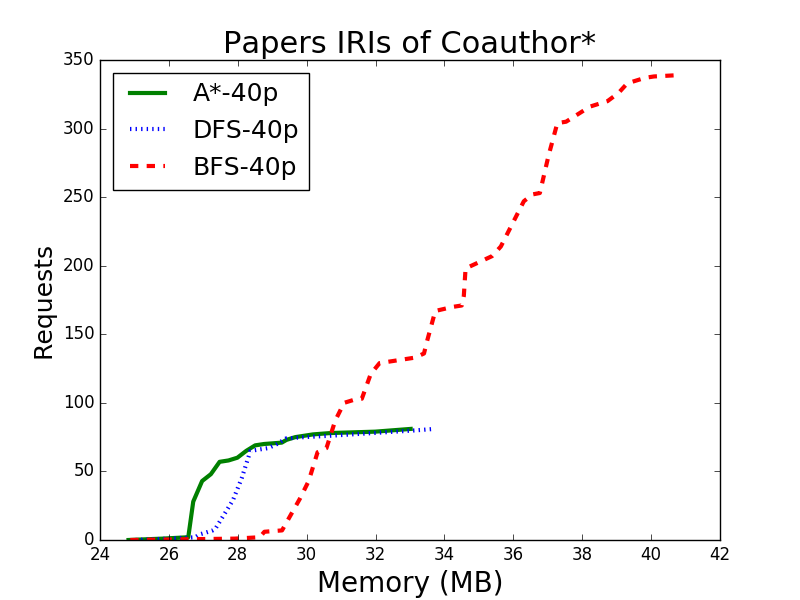 Papers IRIs of Coauthor*
350
300
250
200
150
100
50
0
A*-40p
DFS-40p
BFS-40p
Requests
24 26 28 30 32 34 36 38 40 42
Memory (MB)